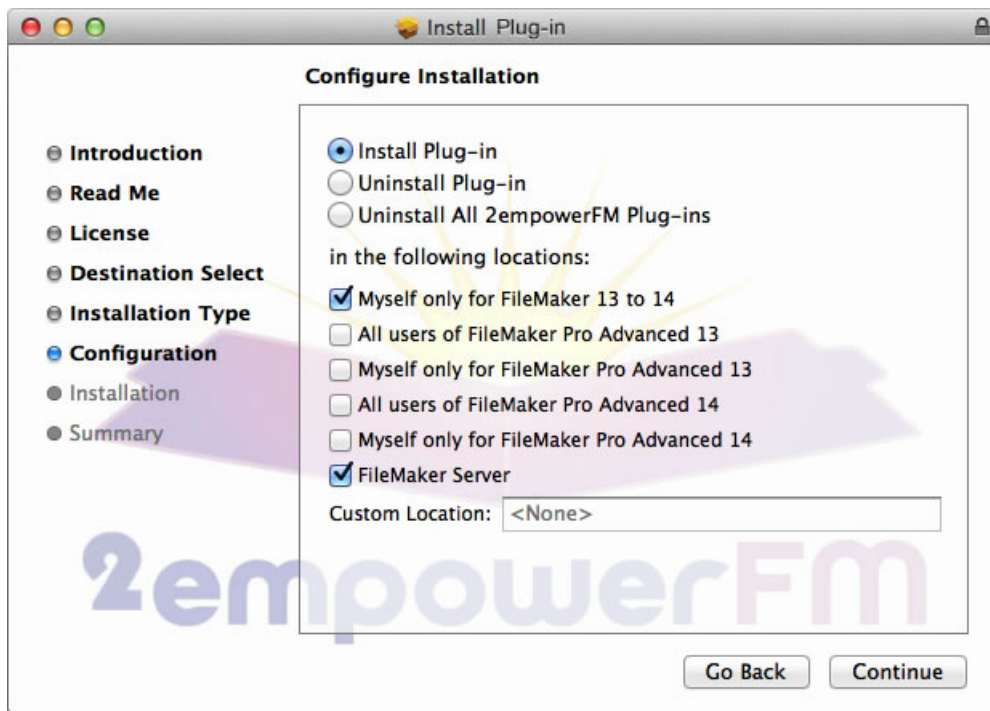 Install Plug-in
Configure Installation
Introduction
Read Me
License
Destination Select
Installation Type
Configuration
Installation
Summary
Install Plug-in
Uninstall Plug-in
Uninstall All 2empowerFM Plug-ins
in the following locations:
Myself only for FileMaker 13 to 14
All users of FileMaker Pro Advanced 13
Myself only for FileMaker Pro Advanced 13
All users of FileMaker Pro Advanced 14
Myself only for FileMaker Pro Advanced 14
FileMaker Server
Custom Location: <None>
2empowerFM
Go Back Continue